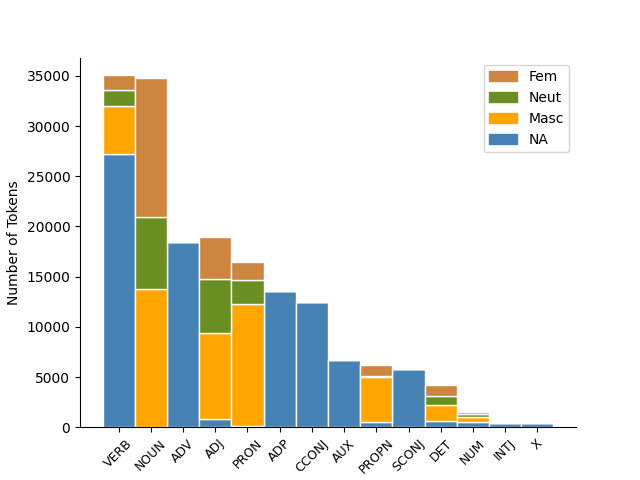 Fem
Neut
Masc
NA
Number of Tokens
35000
30000
25000
20000
15000
10000
5000
0
VERB
NOUN
ADV
ADJ
PRON
ADP
CCONJ
AUX
PROPN
SCONJ
DET
NUM
INTJ
X